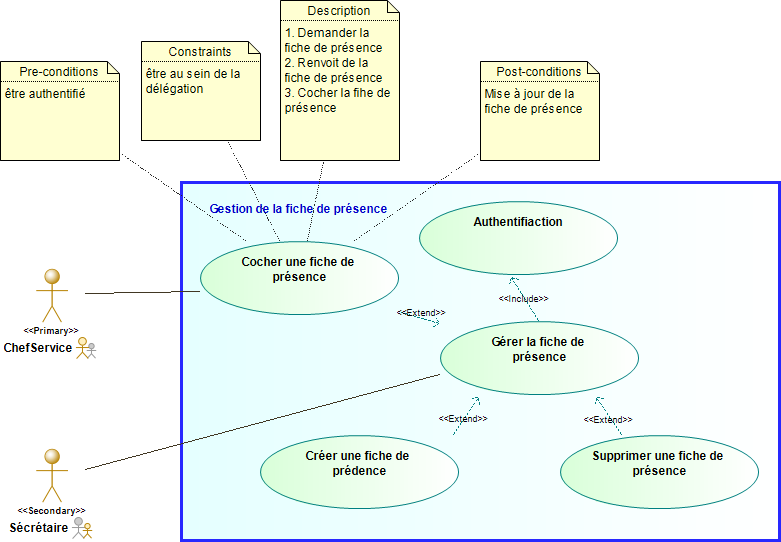 Pre-conditions
être authentifié
Constraints
être au sein de la
délégation
Description
1. Demander la
fiche de présence
2. Renvoit de la
fiche de présence
3. Cocher la fihe de
présence
Post-conditions
Mise à jour de la
fiche de présence
Gestion de la fiche de présence
Authentifiaction
Cocher une fiche de
présence
<<Include>>
<<Extend>>
<<Primary>>
ChefService
Gérer la fiche de
présence
<<Extend>>
<<Extend>>
Créer une fiche de
prédence
Supprimer une fiche de
présence
<<Secondary>>
Sécrétaire